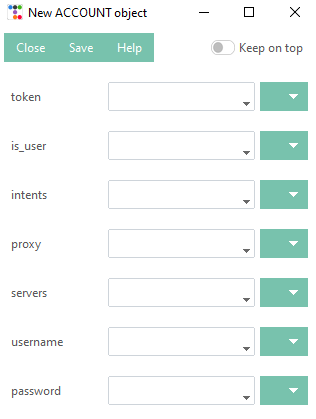 New ACCOUNT object
Close Save Help Keep on top
token
is_user
intents
proxy
servers
username
password